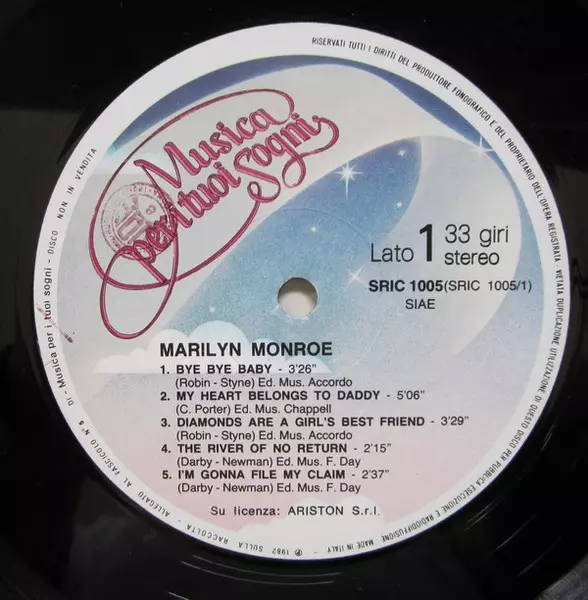 RISERVATI TUTTI I DIRITTI DEL PRODUTTORE FONOGRAFICO E DEL PROPRIETARIO DELL'OPERA REGISTRATA - VIETATA DUPLICAZIONE UTILIZZAZIONE DI QUESTO DISCO PER PUBBLICA ESECUZIONE E RADIODIFFUSIONE - MADE IN ITALY -
DI - Musica per i tuoi sogni - DISCO NON IN VENDITA
ALLEGATO AL FASCICOLO N° 5
© 1982 SULLA RACCOLTA -
Musica
per i tuoi sogni
Lato 1 33 giri
stereo
SRIC 1005 (SRIC 1005/1)
SIAE
MARILYN MONROE
1. BYE BYE BABY - 3'26"
(Robin - Styne) Ed. Mus. Accordo
2. MY HEART BELONGS TO DADDY - 5'06"
(C. Porter) Ed. Mus. Chappell
3. DIAMONDS ARE A GIRL'S BEST FRIEND - 3'29"
(Robin - Styne) Ed. Mus. Accordo
4. THE RIVER OF NO RETURN - 2'15"
(Darby - Newman) Ed. Mus. F. Day
5. I'M GONNA FILE MY CLAIM - 2'37"
(Darby - Newman) Ed. Mus. F. Day
Su licenza: ARISTON S.r.l.